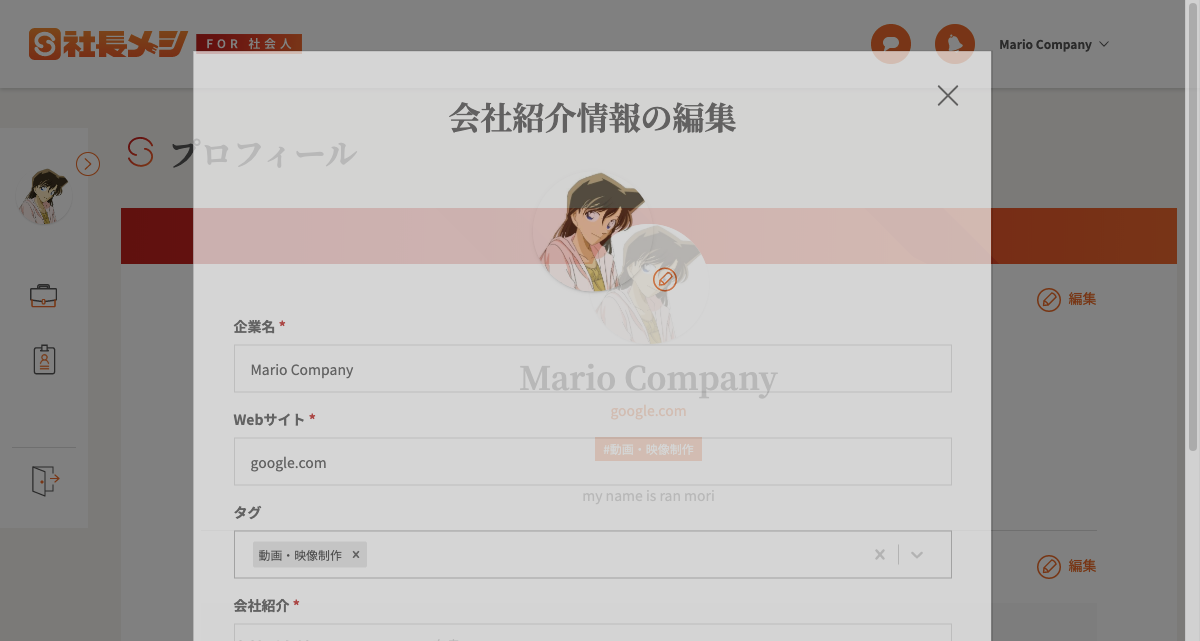 社長メシ
FOR 社会人
Mario Company
会社紹介情報の編集
プロフィール
編集
企業名 *
Mario Company
Mario Company
google.com
Webサイト *
#動画・映像制作
google.com
my name is ran mori
タグ
動画・映像制作 ×
編集
会社紹介 *